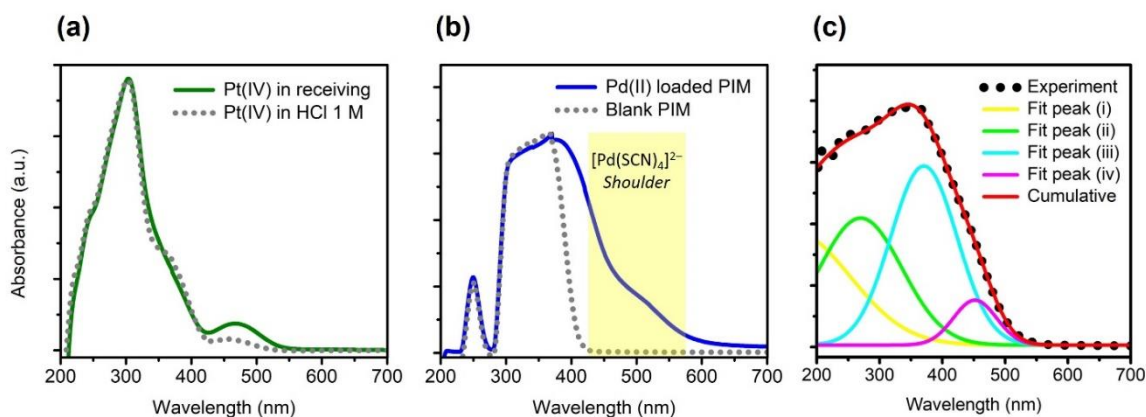 (a)
Absorbance (a.u.)
Pt(IV) in receiving
Pt(IV) in HCl 1 M
200 300 400 500 600 700
Wavelength (nm)
(b)
Pd(II) loaded PIM
Blank PIM
[Pd(SCN)₄]²⁻
Shoulder
200 300 400 500 600 700
Wavelength (nm)
(c)
Experiment
Fit peak (i)
Fit peak (ii)
Fit peak (iii)
Fit peak (iv)
Cumulative
200 300 400 500 600 700
Wavelength (nm)